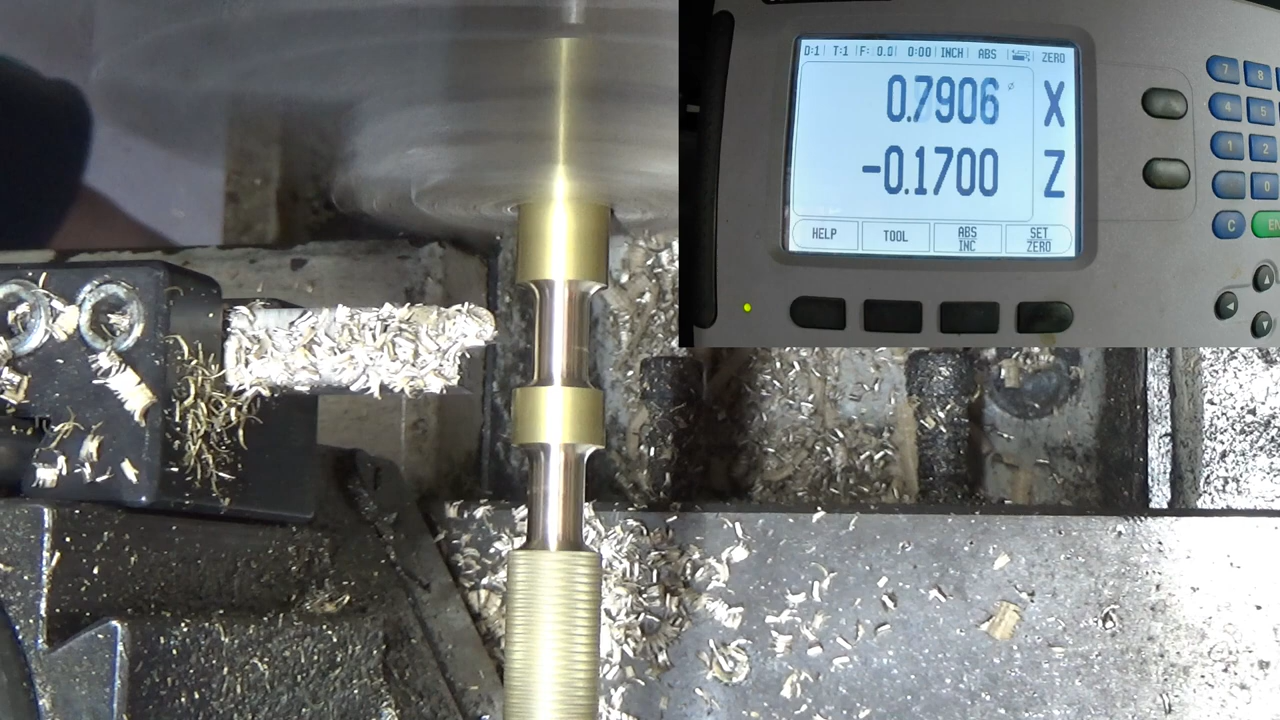 D:1 T:1 F: 0.0 0:00 INCH ABS ZERO
0.7906 ⌀ X
-0.1700 Z
HELP TOOL ABS INC SET ZERO
7 8
4 5
1 2
0
C EN